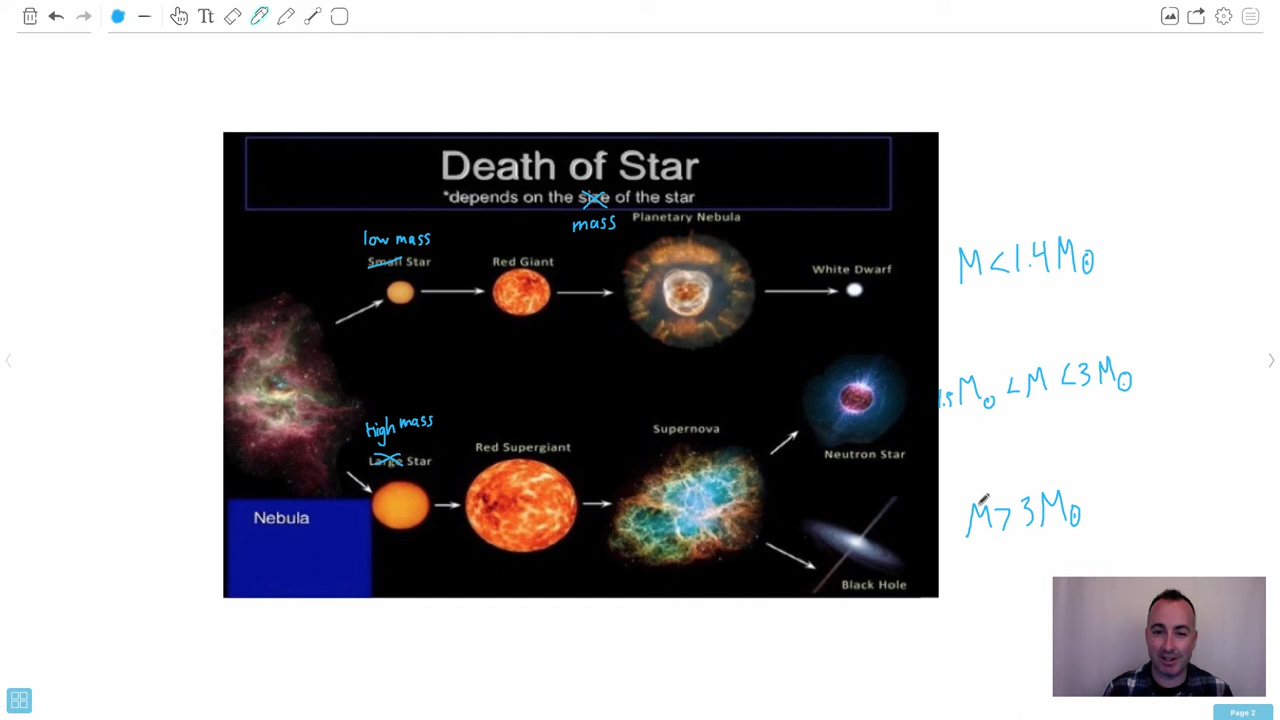 Tt
Death of Star
*depends on the size of the star
mass
Planetary Nebula
low mass
Small Star
Red Giant
White Dwarf
M < 1.4 M⊙
M⊙ < M < 3 M⊙
high mass
Large Star
Red Supergiant
Supernova
Neutron Star
Nebula
M > 3 M⊙
Black Hole
Page 2